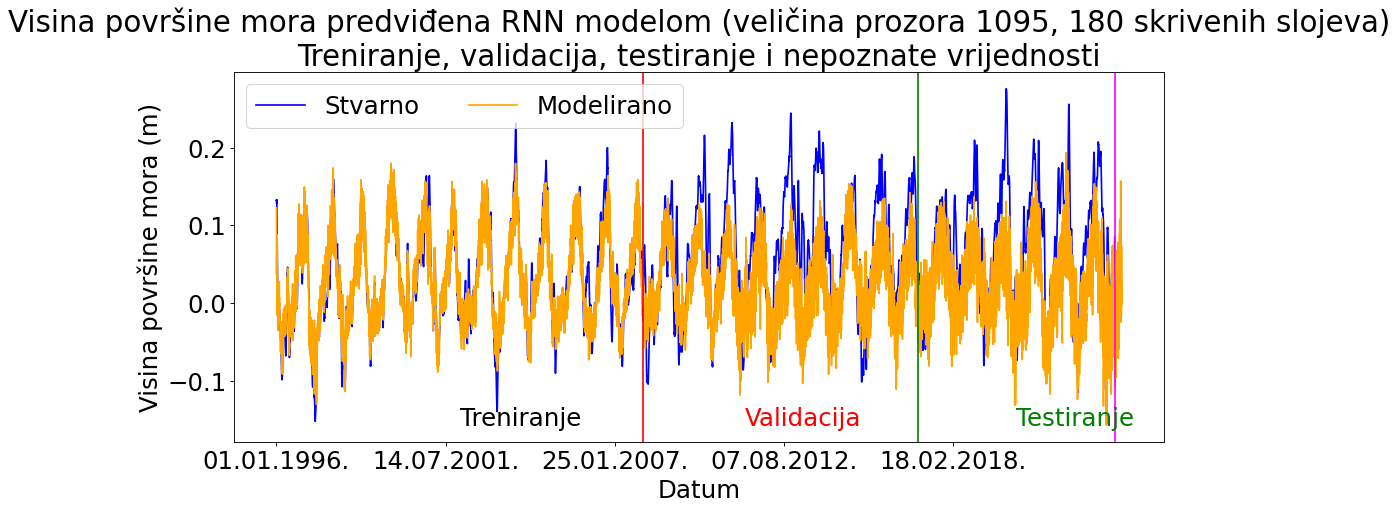 Visina površine mora predviđena RNN modelom (veličina prozora 1095, 180 skrivenih slojeva)
Treniranje, validacija, testiranje i nepoznate vrijednosti
Stvarno Modelirano
Visina površine mora (m)
0.2
0.1
0.0
−0.1
Treniranje Validacija Testiranje
01.01.1996. 14.07.2001. 25.01.2007. 07.08.2012. 18.02.2018.
Datum